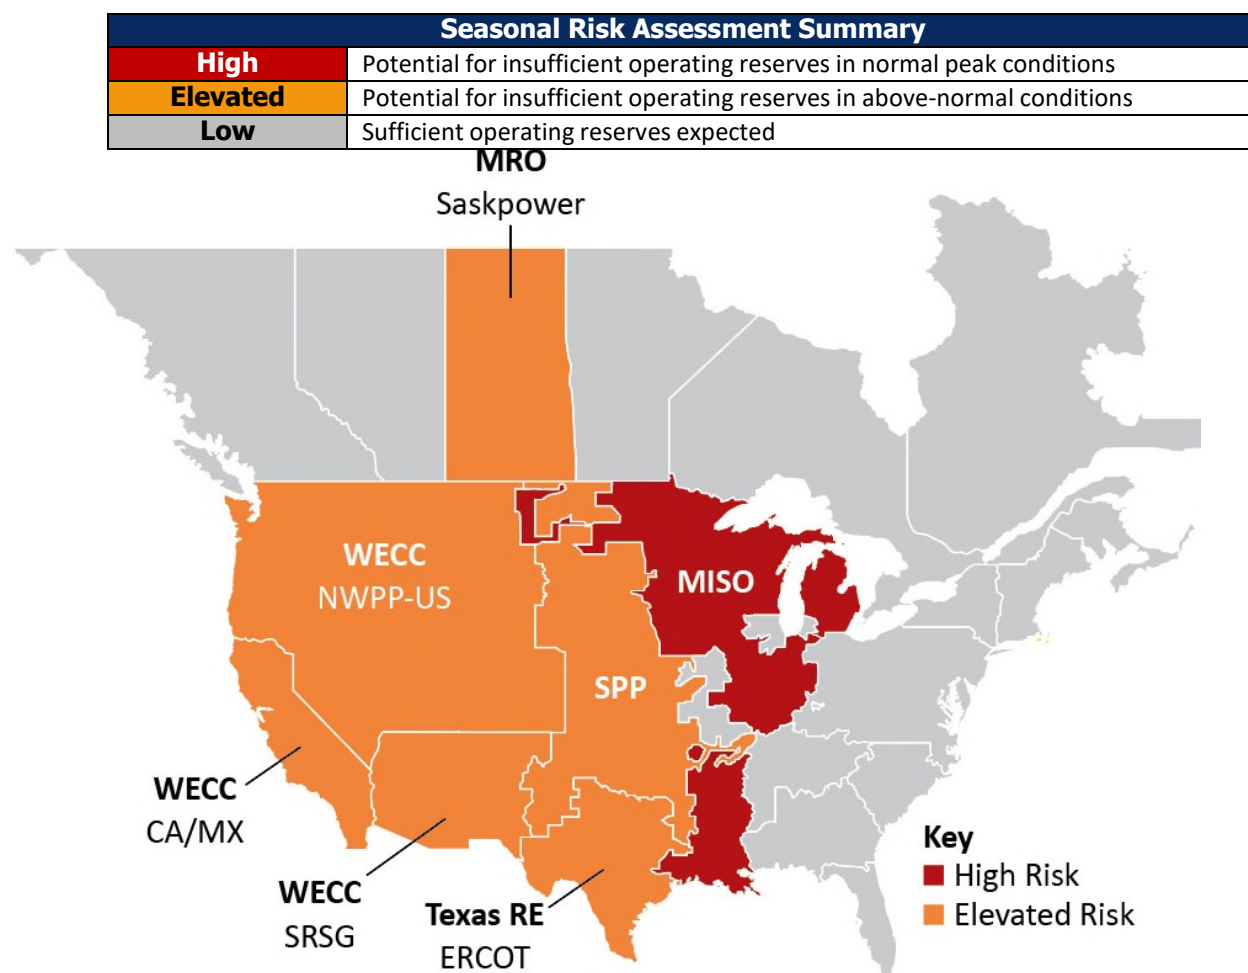 Seasonal Risk Assessment Summary
High Potential for insufficient operating reserves in normal peak conditions
Elevated Potential for insufficient operating reserves in above-normal conditions
Low Sufficient operating reserves expected
MRO
Saskpower
WECC
NWPP-US
MISO
SPP
WECC
CA/MX
WECC
SRSG
Texas RE
ERCOT
Key
High Risk
Elevated Risk